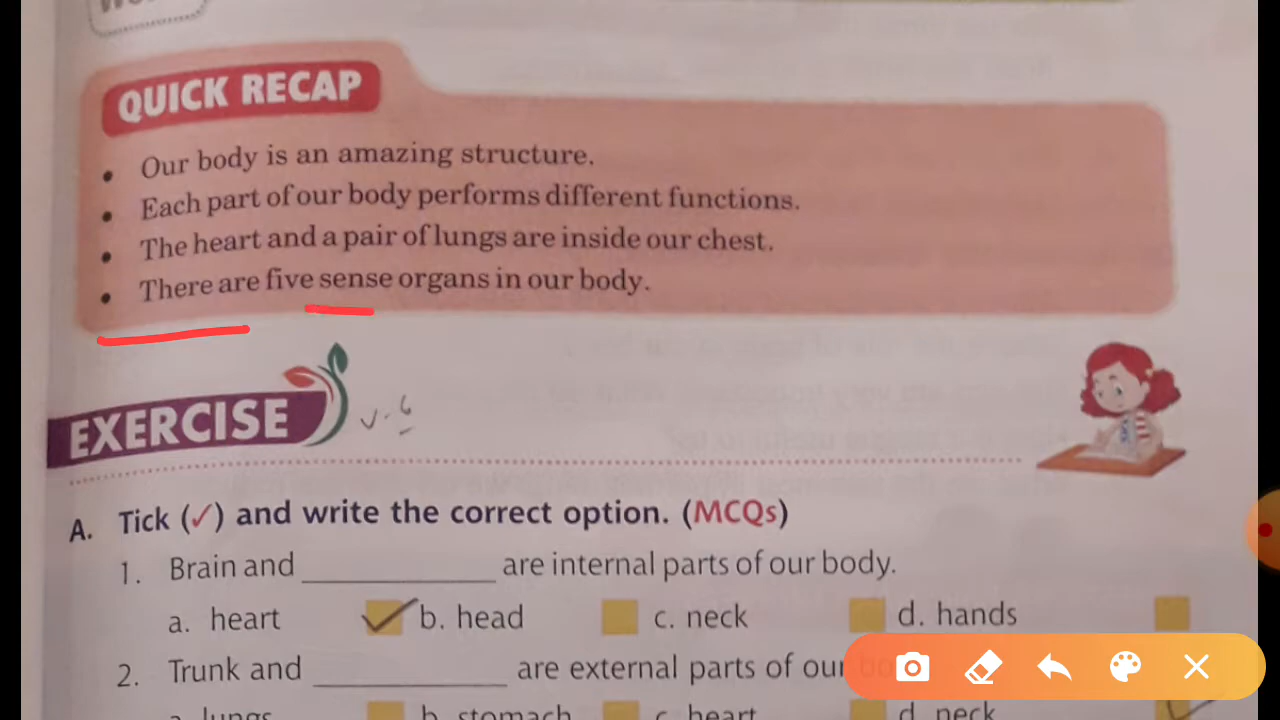 QUICK RECAP
• Our body is an amazing structure.
• Each part of our body performs different functions.
• The heart and a pair of lungs are inside our chest.
• There are five sense organs in our body.
EXERCISE
A. Tick (✓) and write the correct option. (MCQs)
1. Brain and ____________ are internal parts of our body.
a. heart ✓ b. head c. neck d. hands
2. Trunk and ____________ are external parts of our
a. lungs b. stomach c. heart d. neck